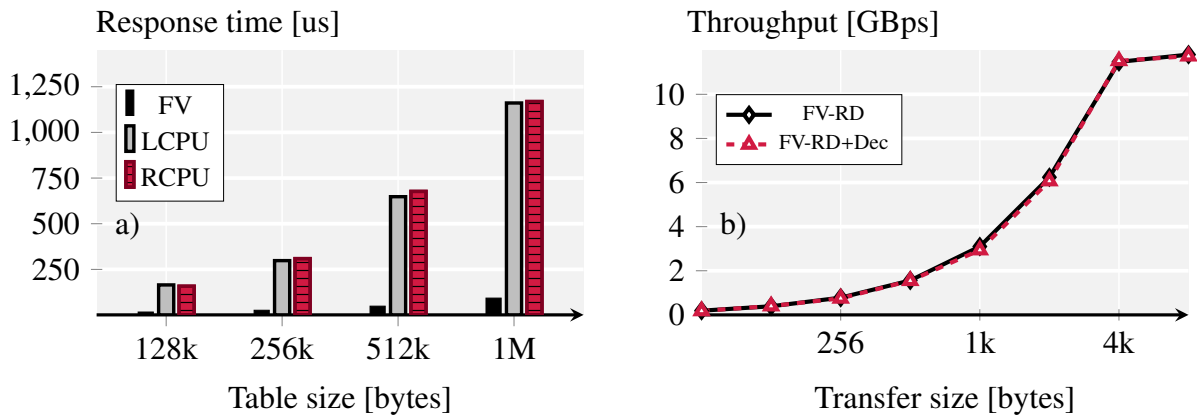 Response time [us]
1,250
1,000
750
500
250
FV
LCPU
RCPU
a)
128k 256k 512k 1M
Table size [bytes]
Throughput [GBps]
10
8
6
4
2
0
FV-RD
FV-RD+Dec
b)
256 1k 4k
Transfer size [bytes]